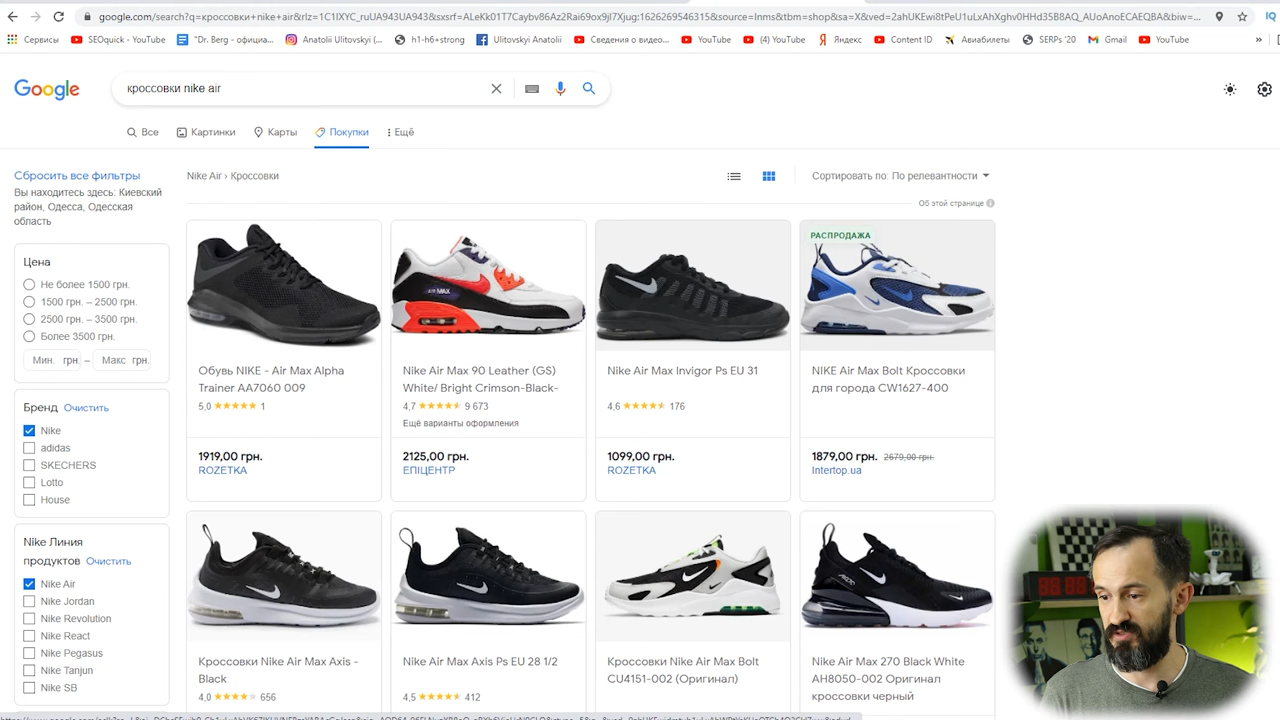 google.com/search?q=кроссовки+nike+air&rlz=1C1IXYC_ruUA943UA943&sxsrf=ALeKk01T7Caybv86Az2Rai69ox9jl7Xjug:1626269546315&source=lnms&tbm=shop&sa=X&ved=2ahUKEwi8tPeU1uLxAhXghv0HHd35B8AQ_AUoAnoECAEQBA&biw=...
IQ
Сервисы
SEOquick - YouTube
"Dr. Berg - официа...
Anatolii Ulitovskyi (...
h1-h6+strong
Ulitovskyi Anatolii
Сведения о видео...
YouTube
(4) YouTube
Яндекс
Content ID
Авиабилеты
SERPs '20
Gmail
YouTube
»
Google
кроссовки nike air
Все
Картинки
Карты
Покупки
Ещё
Сбросить все фильтры
Вы находитесь здесь: Киевский
район, Одесса, Одесская
область
Nike Air › Кроссовки
Сортировать по: По релевантности
Об этой странице
Цена
Не более 1500 грн.
1500 грн. – 2500 грн.
2500 грн. – 3500 грн.
Более 3500 грн.
Мин. грн. – Макс грн.
Бренд Очистить
Nike
adidas
SKECHERS
Lotto
House
Nike Линия
продуктов Очистить
Nike Air
Nike Jordan
Nike Revolution
Nike React
Nike Pegasus
Nike Tanjun
Nike SB
Обувь NIKE - Air Max Alpha
Trainer AA7060 009
5,0 ★★★★★ 1
1919,00 грн.
ROZETKA
AIR MAX
Nike Air Max 90 Leather (GS)
White/ Bright Crimson-Black-
4,7 ★★★★★ 9 673
Ещё варианты оформления
2125,00 грн.
ЕПІЦЕНТР
Nike Air Max Invigor Ps EU 31
4,6 ★★★★★ 176
1099,00 грн.
ROZETKA
РАСПРОДАЖА
NIKE Air Max Bolt Кроссовки
для города CW1627-400
1879,00 грн. 2679,00 грн.
Intertop.ua
Кроссовки Nike Air Max Axis -
Black
4,0 ★★★★★ 656
Nike Air Max Axis Ps EU 28 1/2
4,5 ★★★★★ 412
Кроссовки Nike Air Max Bolt
CU4151-002 (Оригинал)
Nike Air Max 270 Black White
AH8050-002 Оригинал
кроссовки черный